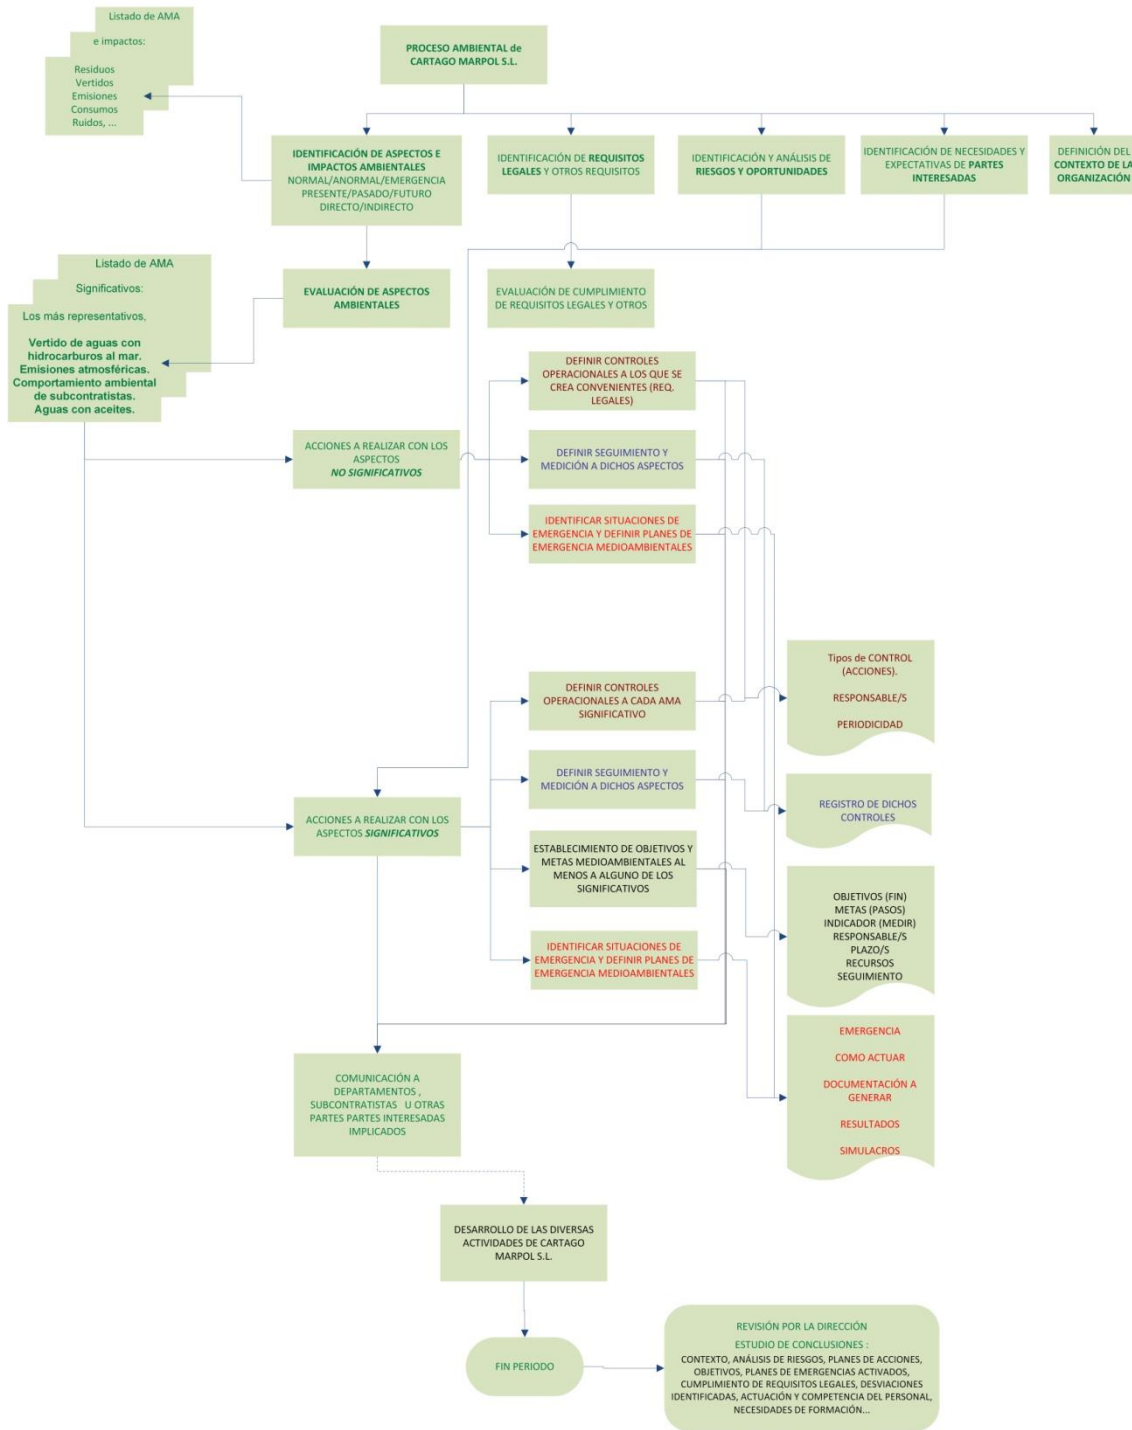 Listado de AMA
e impactos:
Residuos
Vertidos
Emisiones
Consumos
Ruidos, ...
PROCESO AMBIENTAL de
CARTAGO MARPOL S.L.
IDENTIFICACIÓN DE ASPECTOS E
IMPACTOS AMBIENTALES
NORMAL/ANORMAL/EMERGENCIA
PRESENTE/PASADO/FUTURO
DIRECTO/INDIRECTO
IDENTIFICACIÓN DE REQUISITOS
LEGALES Y OTROS REQUISITOS
IDENTIFICACIÓN Y ANÁLISIS DE
RIESGOS Y OPORTUNIDADES
IDENTIFICACIÓN DE NECESIDADES Y
EXPECTATIVAS DE PARTES
INTERESADAS
DEFINICIÓN DEL
CONTEXTO DE LA
ORGANIZACIÓN
Listado de AMA
Significativos:
Los más representativos.
Vertido de aguas con
hidrocarburos al mar.
Emisiones atmosféricas.
Comportamiento ambiental
de subcontratistas.
Aguas con aceites.
EVALUACIÓN DE ASPECTOS
AMBIENTALES
EVALUACIÓN DE CUMPLIMIENTO
DE REQUISITOS LEGALES Y OTROS
DEFINIR CONTROLES
OPERACIONALES A LOS QUE SE
CREA CONVENIENTES (REQ.
LEGALES)
ACCIONES A REALIZAR CON LOS
ASPECTOS
NO SIGNIFICATIVOS
DEFINIR SEGUIMIENTO Y
MEDICIÓN A DICHOS ASPECTOS
IDENTIFICAR SITUACIONES DE
EMERGENCIA Y DEFINIR PLANES DE
EMERGENCIA MEDIOAMBIENTALES
DEFINIR CONTROLES
OPERACIONALES A CADA AMA
SIGNIFICATIVO
Tipos de CONTROL
(ACCIONES).
RESPONSABLE/S
PERIODICIDAD
DEFINIR SEGUIMIENTO Y
MEDICIÓN A DICHOS ASPECTOS
REGISTRO DE DICHOS
CONTROLES
ACCIONES A REALIZAR CON LOS
ASPECTOS SIGNIFICATIVOS
ESTABLECIMIENTO DE OBJETIVOS Y
METAS MEDIOAMBIENTALES AL
MENOS A ALGUNO DE LOS
SIGNIFICATIVOS
OBJETIVOS (FIN)
METAS (PASOS)
INDICADOR (MEDIR)
RESPONSABLE/S
PLAZO/S
RECURSOS
SEGUIMIENTO
IDENTIFICAR SITUACIONES DE
EMERGENCIA Y DEFINIR PLANES DE
EMERGENCIA MEDIOAMBIENTALES
EMERGENCIA
COMO ACTUAR
DOCUMENTACIÓN A
GENERAR
RESULTADOS
SIMULACROS
COMUNICACIÓN A
DEPARTAMENTOS ,
SUBCONTRATISTAS U OTRAS
PARTES PARTES INTERESADAS
IMPLICADOS
DESARROLLO DE LAS DIVERSAS
ACTIVIDADES DE CARTAGO
MARPOL S.L.
FIN PERIODO
REVISIÓN POR LA DIRECCIÓN
ESTUDIO DE CONCLUSIONES :
CONTEXTO, ANÁLISIS DE RIESGOS, PLANES DE ACCIONES,
OBJETIVOS, PLANES DE EMERGENCIAS ACTIVADOS,
CUMPLIMIENTO DE REQUISITOS LEGALES, DESVIACIONES
IDENTIFICADAS, ACTUACIÓN Y COMPETENCIA DEL PERSONAL,
NECESIDADES DE FORMACIÓN...